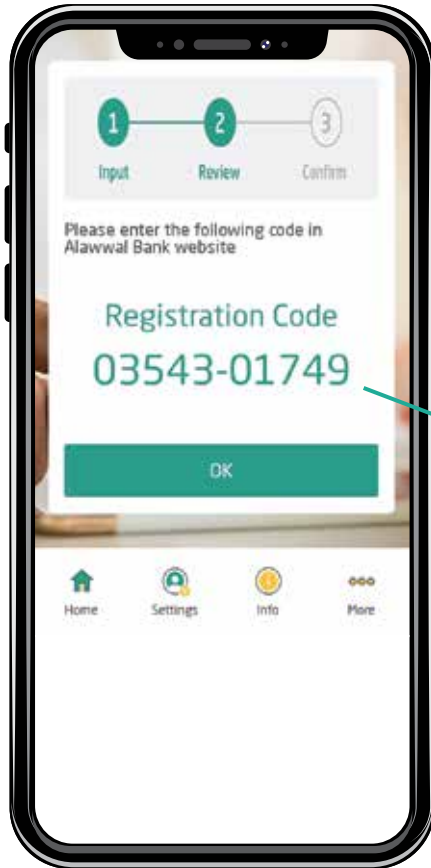 1
2
3
Input
Review
Confirm
Please enter the following code in
Alawwal Bank website
Registration Code
03543-01749
OK
Home
Settings
Info
More